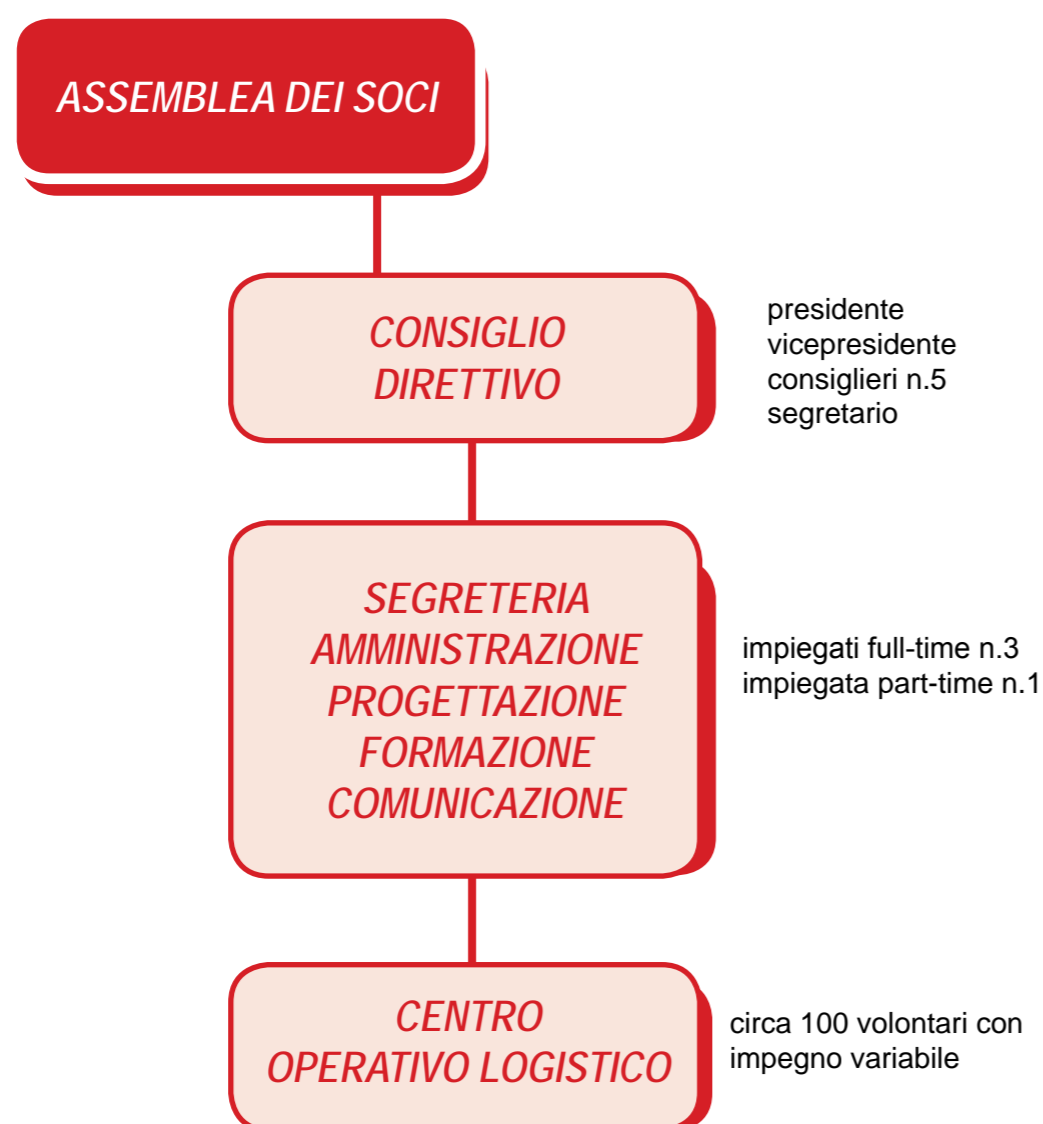 ASSEMBLEA DEI SOCI
CONSIGLIO
DIRETTIVO
presidente
vicepresidente
consiglieri n.5
segretario
SEGRETERIA
AMMINISTRAZIONE
PROGETTAZIONE
FORMAZIONE
COMUNICAZIONE
impiegati full-time n.3
impiegata part-time n.1
CENTRO
OPERATIVO LOGISTICO
circa 100 volontari con
impegno variabile